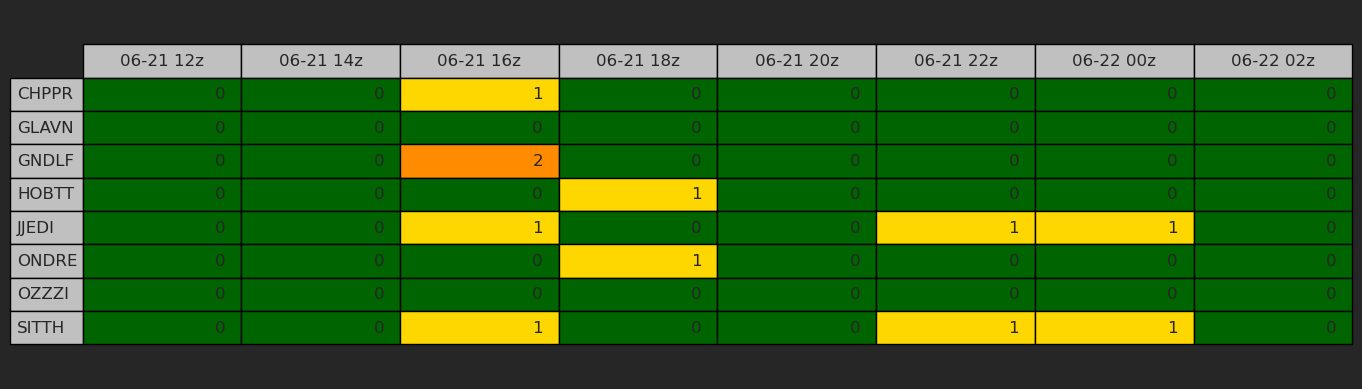 06-21 12z 06-21 14z 06-21 16z 06-21 18z 06-21 20z 06-21 22z 06-22 00z 06-22 02z
CHPPR 0 0 1 0 0 0 0 0
GLAVN 0 0 0 0 0 0 0 0
GNDLF 0 0 2 0 0 0 0 0
HOBTT 0 0 0 1 0 0 0 0
JJEDI 0 0 1 0 0 1 1 0
ONDRE 0 0 0 1 0 0 0 0
OZZZI 0 0 0 0 0 0 0 0
SITTH 0 0 1 0 0 1 1 0